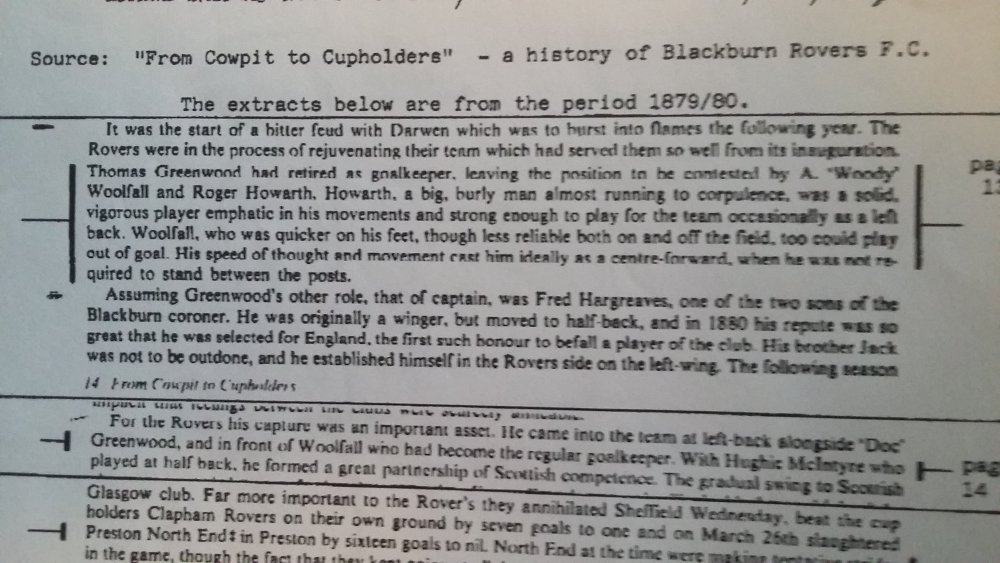 Source: "From Cowpit to Cupholders" - a history of Blackburn Rovers F.C.
The extracts below are from the period 1879/80.
It was the start of a bitter feud with Darwen which was to burst into flames the following year. The
Rovers were in the process of rejuvenating their team which had served them so well from its inauguration.
Thomas Greenwood had retired as goalkeeper, leaving the position to be contested by A. "Woody"
Woolfall and Roger Howarth. Howarth, a big, burly man almost running to corpulence, was a solid,
vigorous player emphatic in his movements and strong enough to play for the team occasionally as a left
back. Woolfall, who was quicker on his feet, though less reliable both on and off the field, too could play
out of goal. His speed of thought and movement cast him ideally as a centre-forward, when he was not re-
quired to stand between the posts.
Assuming Greenwood's other role, that of captain, was Fred Hargreaves, one of the two sons of the
Blackburn coroner. He was originally a winger, but moved to half-back, and in 1880 his repute was so
great that he was selected for England, the first such honour to befall a player of the club. His brother Jack
was not to be outdone, and he established himself in the Rovers side on the left-wing. The following season
14 From Cowpit to Cupholders
For the Rovers his capture was an important asset. He came into the team at left-back alongside "Doc"
Greenwood, and in front of Woolfall who had become the regular goalkeeper. With Hughie McIntyre who
played at half back, he formed a great partnership of Scottish competence. The gradual swing to Scottish
Glasgow club. Far more important to the Rover's they annihilated Sheffield Wednesday, beat the cup
holders Clapham Rovers on their own ground by seven goals to one and on March 26th slaughtered
Preston North End‡ in Preston by sixteen goals to nil. North End at the time were making
in the game, though the fact that they kept
pag
pag
14